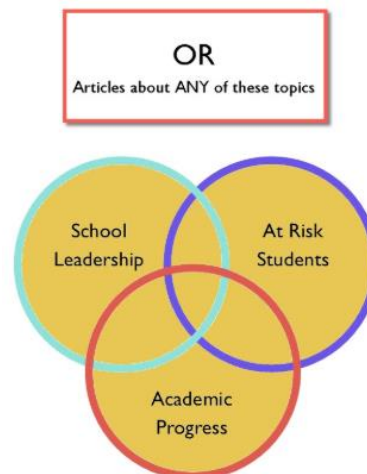 OR
Articles about ANY of these topics
School
Leadership
At Risk
Students
Academic
Progress